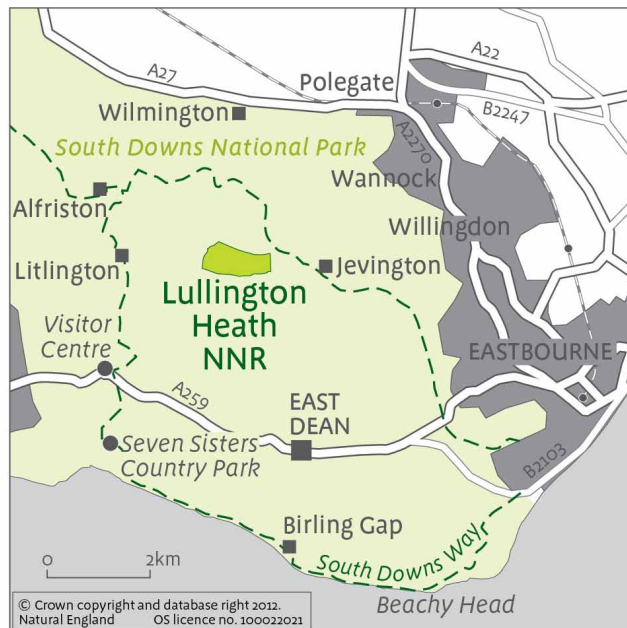 A22
A27
Polegate
B2247
Wilmington
A2270
South Downs National Park
Wannock
Alfriston
Willingdon
Litlington
Jevington
Lullington
Heath
NNR
Visitor
Centre
EASTBOURNE
A259
EAST
DEAN
Seven Sisters
Country Park
B2103
Birling Gap
South Downs Way
0 2km
Beachy Head
© Crown copyright and database right 2012.
Natural England OS licence no. 100022021